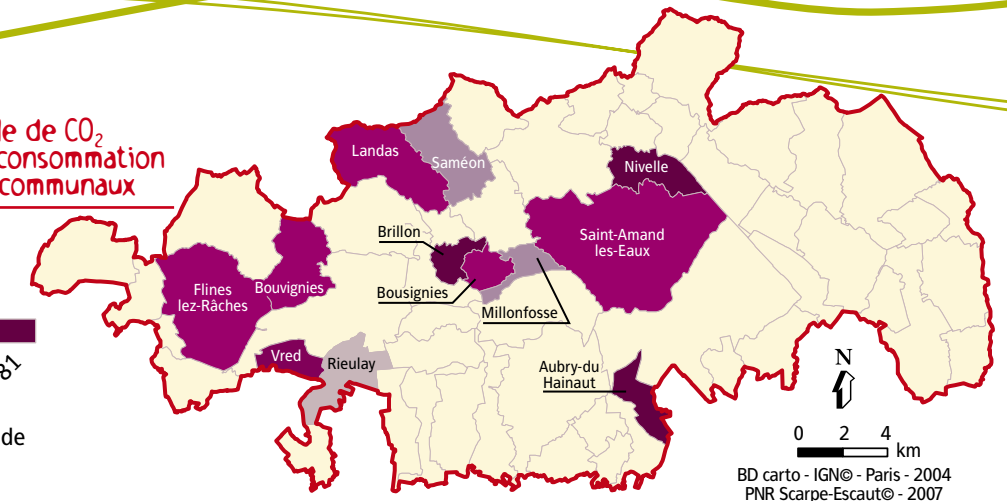 le de CO₂
consommation
communaux
Landas
Saméon
Nivelle
Brillon
Saint-Amand
les-Eaux
Bousignies
Millonfosse
Flines
lez-Râches
Bouvignies
Vred
Rieulay
Aubry-du
Hainaut
81
de
N
0 2 4
km
BD carto - IGN© - Paris - 2004
PNR Scarpe-Escaut© - 2007